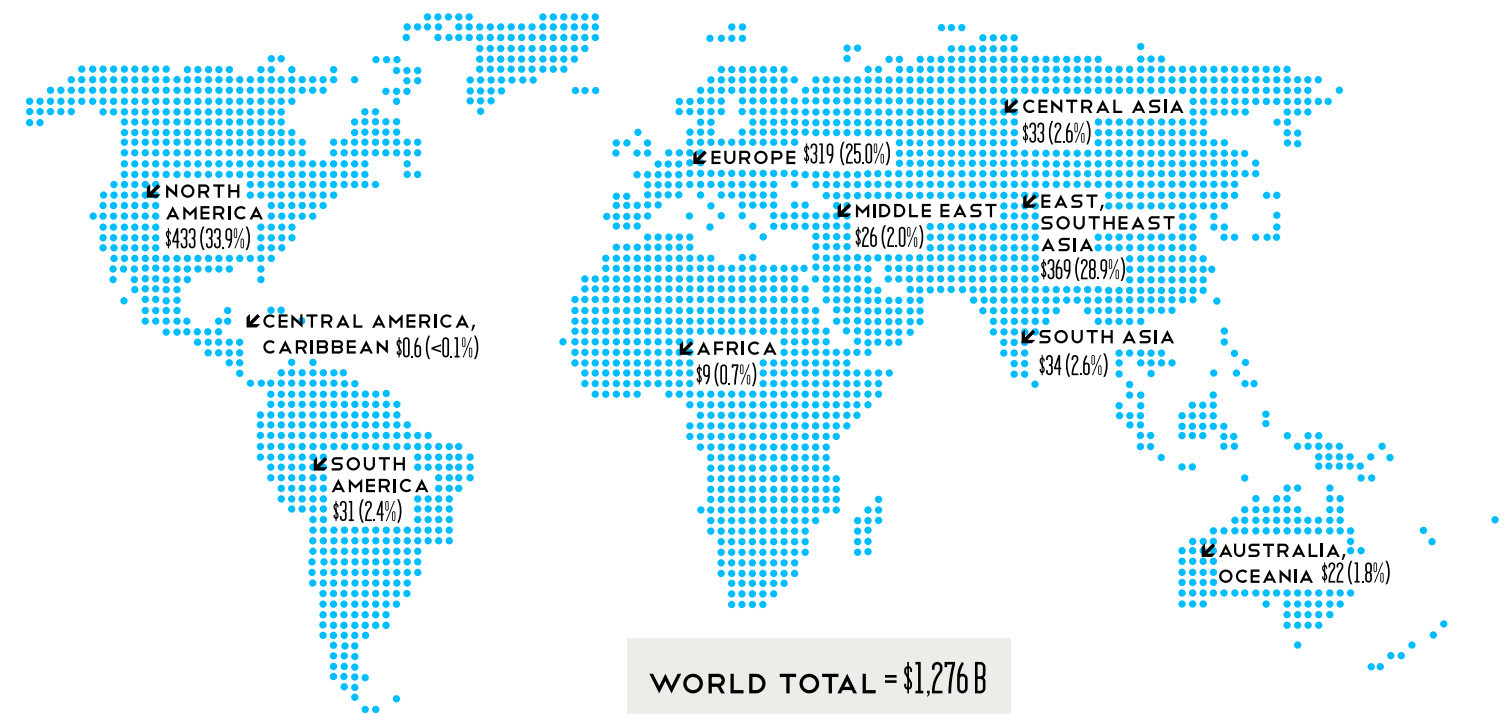 NORTH
AMERICA
$433 (33.9%)
CENTRAL AMERICA,
CARIBBEAN $0.6 (<0.1%)
SOUTH
AMERICA
$31 (2.4%)
EUROPE $319 (25.0%)
AFRICA
$9 (0.7%)
MIDDLE EAST
$26 (2.0%)
CENTRAL ASIA
$33 (2.6%)
EAST,
SOUTHEAST
ASIA
$369 (28.9%)
SOUTH ASIA
$34 (2.6%)
AUSTRALIA,
OCEANIA $22 (1.8%)
WORLD TOTAL = $1,276 B